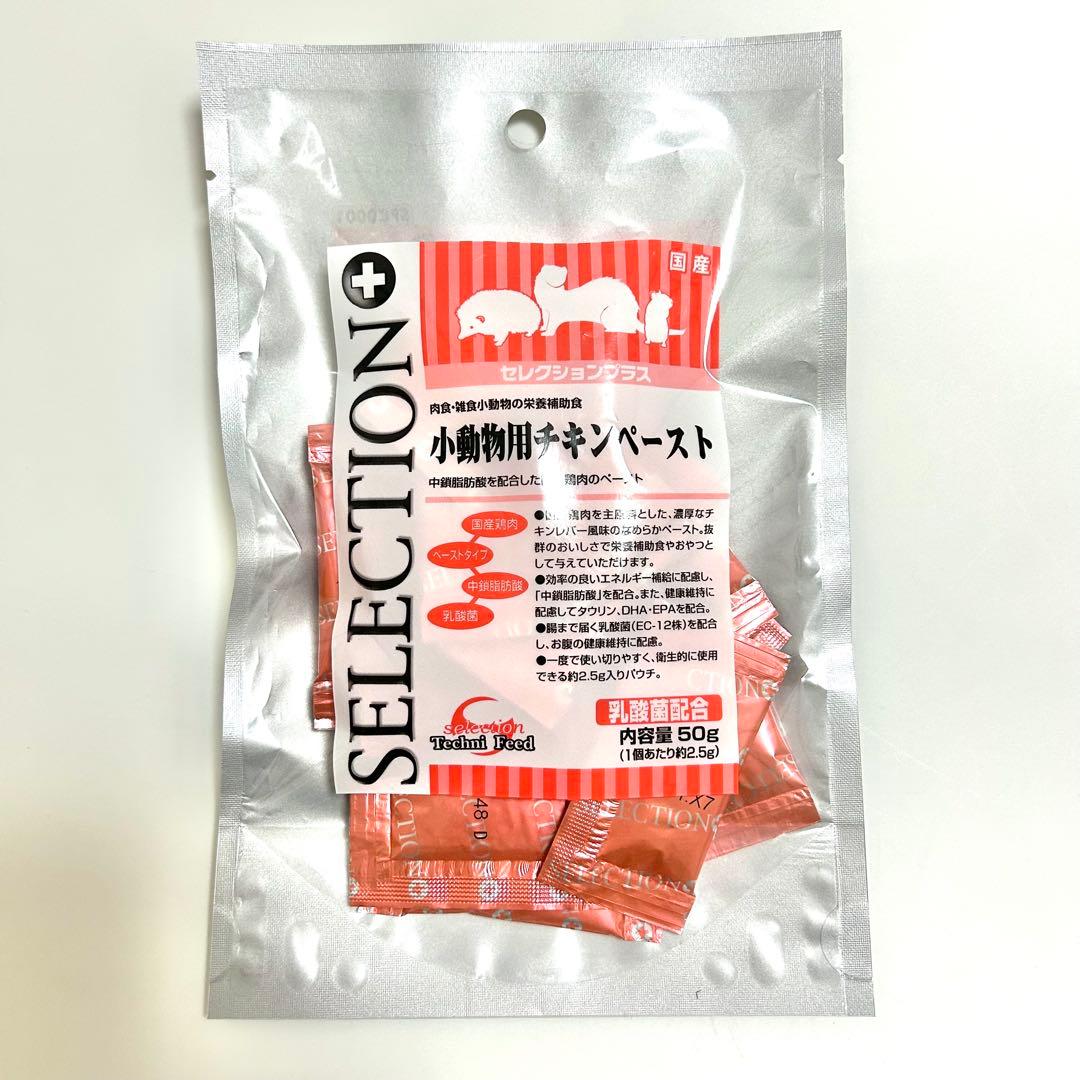 SELECTION
国産
セレクションプラス
肉食・雑食小動物の栄養補助食
小動物用チキンペースト
中鎖脂肪酸を配合した 鶏肉のペースト
国産鶏肉
ペーストタイプ
中鎖脂肪酸
乳酸菌
●国 鶏肉を主原 とした、濃厚なチ
キンレバー風味のなめらかペースト。抜
群のおいしさで栄養補助食やおやつと
して与えていただけます。
●効率の良いエネルギー補給に配慮し、
「中鎖脂肪酸」を配合。また、健康維持に
配慮してタウリン、DHA・EPAを配合。
●腸まで届く乳酸菌(EC-12株)を配合
し、お腹の健康維持に配慮。
●一度で使い切りやすく、衛生的に使用
できる約2.5g入りパウチ。
selection
Techni Feed
乳酸菌配合
内容量 50g
(1個あたり約2.5g)
CTION
SELECTION
SELECTION
48 D
.X7